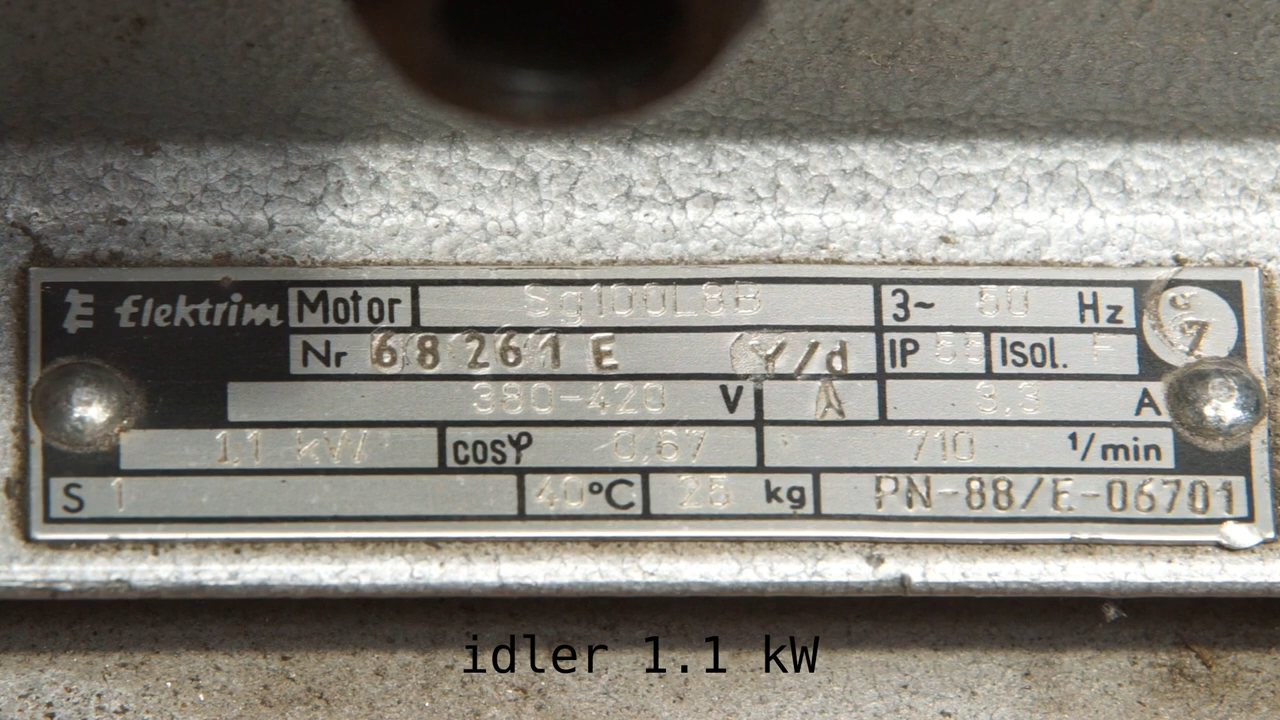 Elektrim Motor Sg100L8B 3~ 50 Hz
Nr 68261 E Y/d IP 55 Isol. F
380-420 V A 3,3 A
1,1 kW cosφ 0,67 710 1/min
S 1 40°C 25 kg PN-88/E-06701
idler 1.1 kW